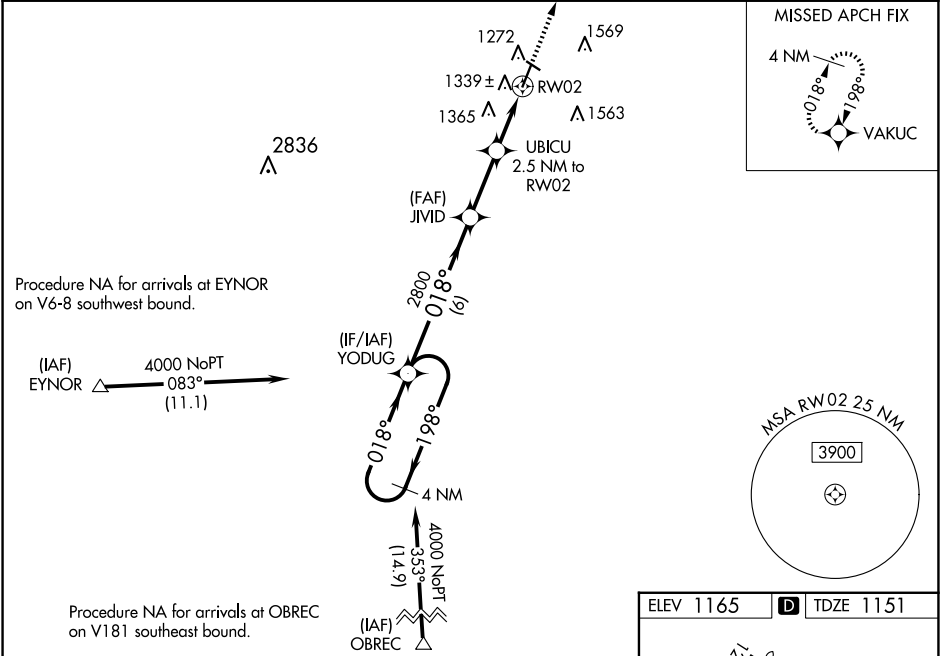 MISSED APCH FIX
4 NM
018°
198°
VAKUC
1272
1569
1339 ±
RW02
1365
1563
2836
UBICU
2.5 NM to
RW02
(FAF)
JIVID
Procedure NA for arrivals at EYNOR
on V6-8 southwest bound.
2800
018°
(6)
(IF/IAF)
YODUG
(IAF)
EYNOR
4000 NoPT
083°
(11.1)
018°
198°
4 NM
MSA RW02 25 NM
3900
4000 NoPT
353°
(14.9)
(IAF)
OBREC
Procedure NA for arrivals at OBREC
on V181 southeast bound.
ELEV 1165
D
TDZE 1151